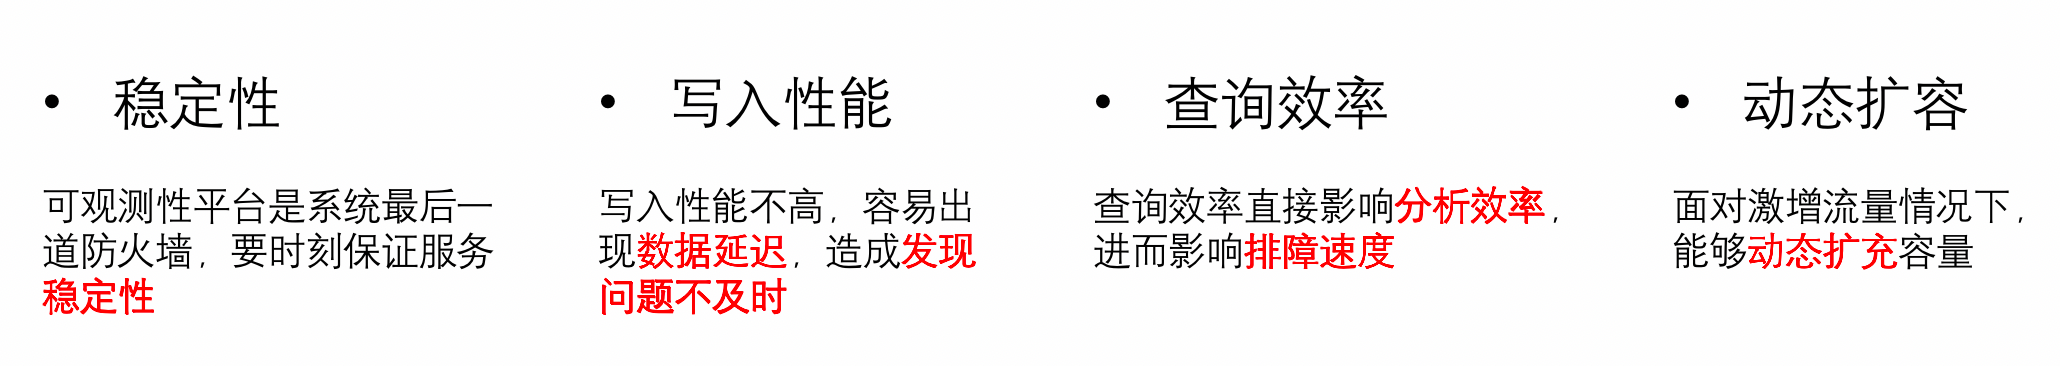 • 稳定性
可观测性平台是系统最后一
道防火墙，要时刻保证服务
稳定性
• 写入性能
写入性能不高，容易出
现数据延迟，造成发现
问题不及时
• 查询效率
查询效率直接影响分析效率，
进而影响排障速度
• 动态扩容
面对激增流量情况下，
能够动态扩充容量